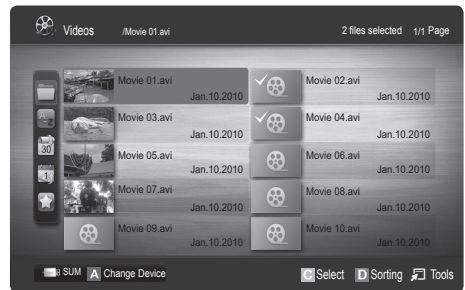 Videos /Movie 01.avi 2 files selected 1/1 Page
Movie 01.avi Movie 02.avi
Jan.10.2010 Jan.10.2010
Movie 03.avi Movie 04.avi
Jan.10.2010 Jan.10.2010
Movie 05.avi Movie 06.avi
Jan.10.2010 Jan.10.2010
Movie 07.avi Movie 08.avi
Jan.10.2010 Jan.10.2010
Movie 09.avi Movie 10.avi
Jan.10.2010 Jan.10.2010
SUM A Change Device C Select D Sorting Tools